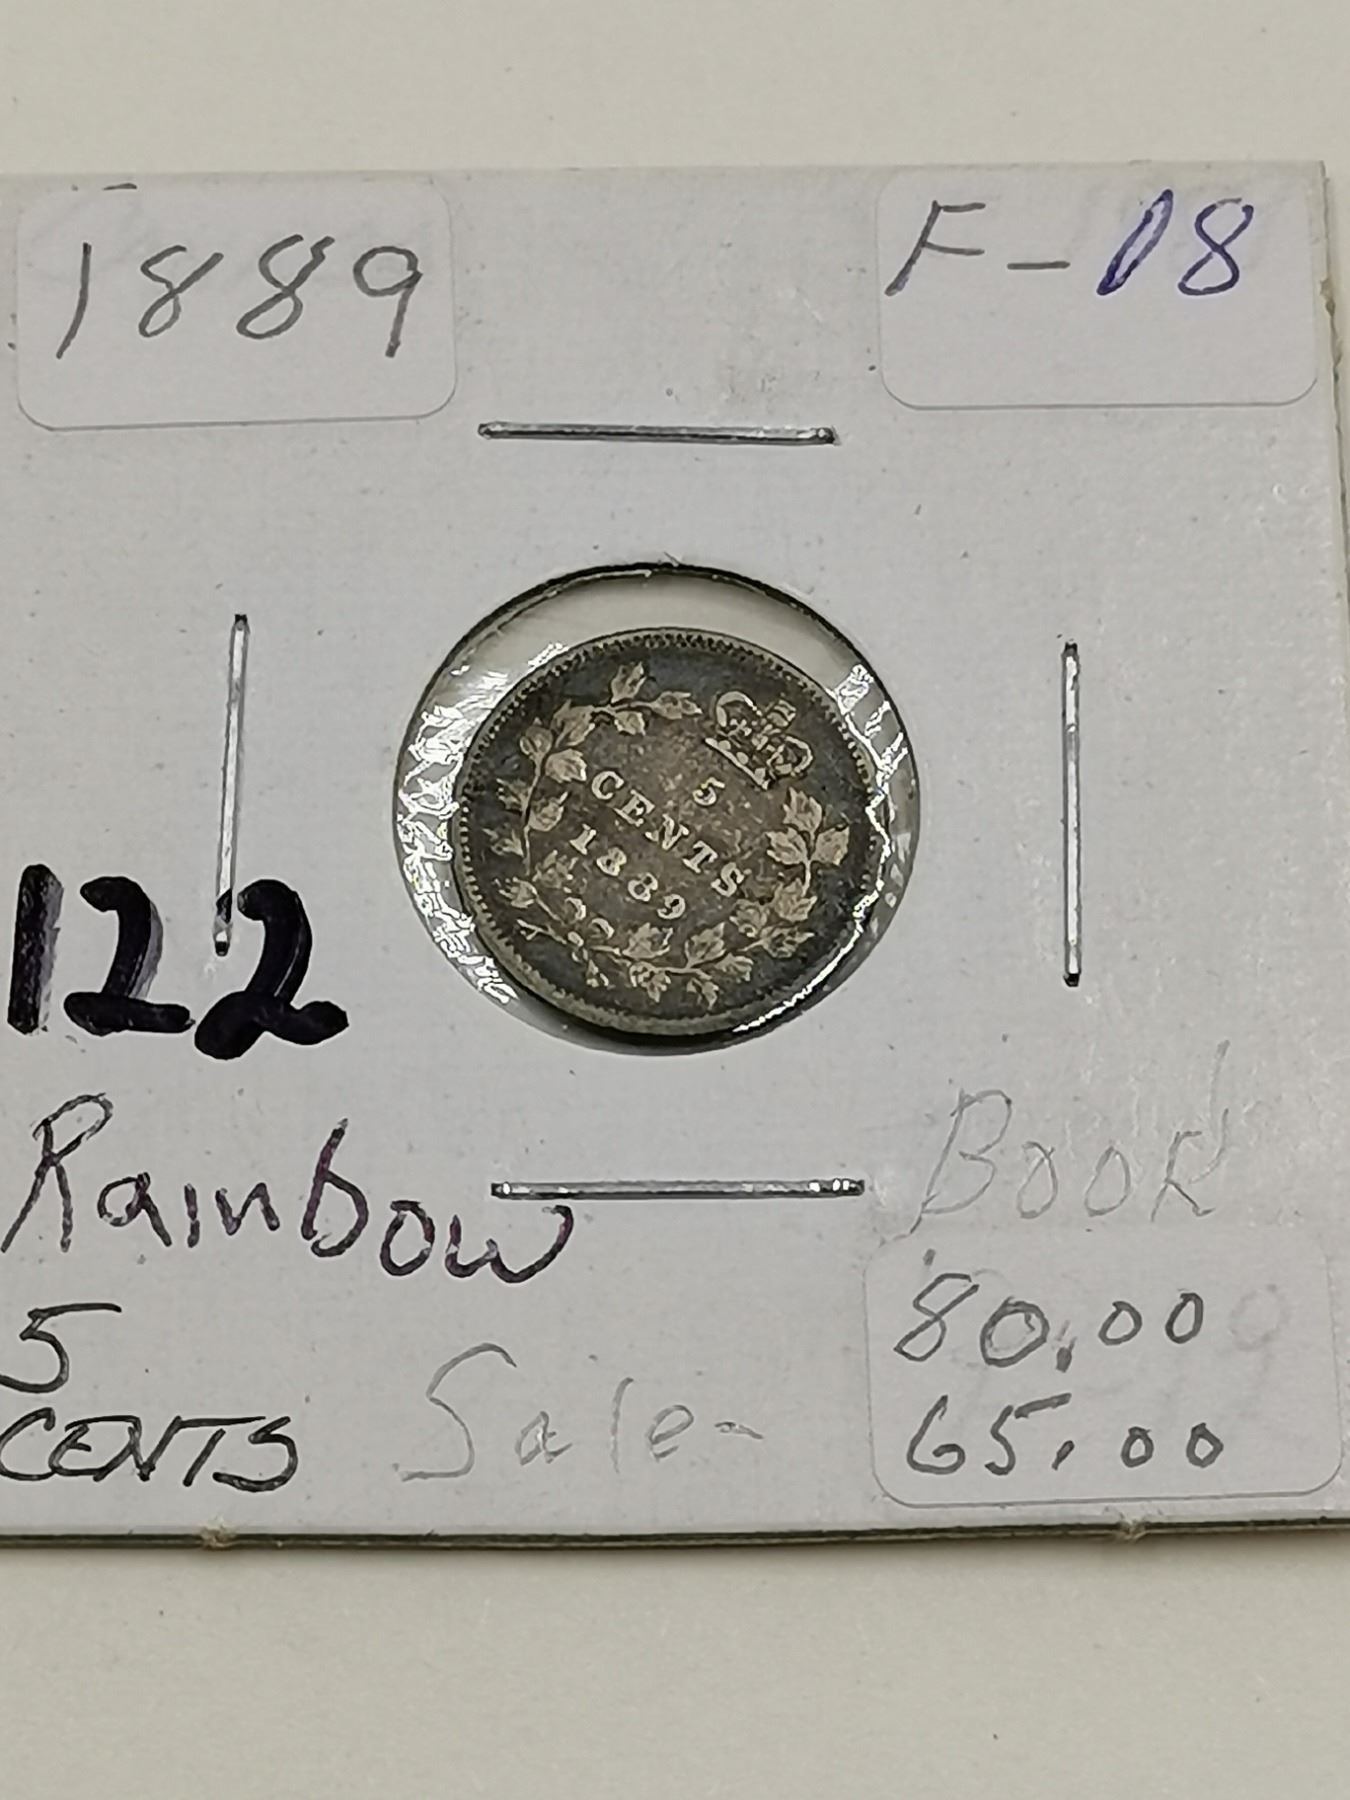 1889
F-18
5
CENTS
1889
122
Rainbow
5
CENTS
Book
80.00
Sale-
65.00